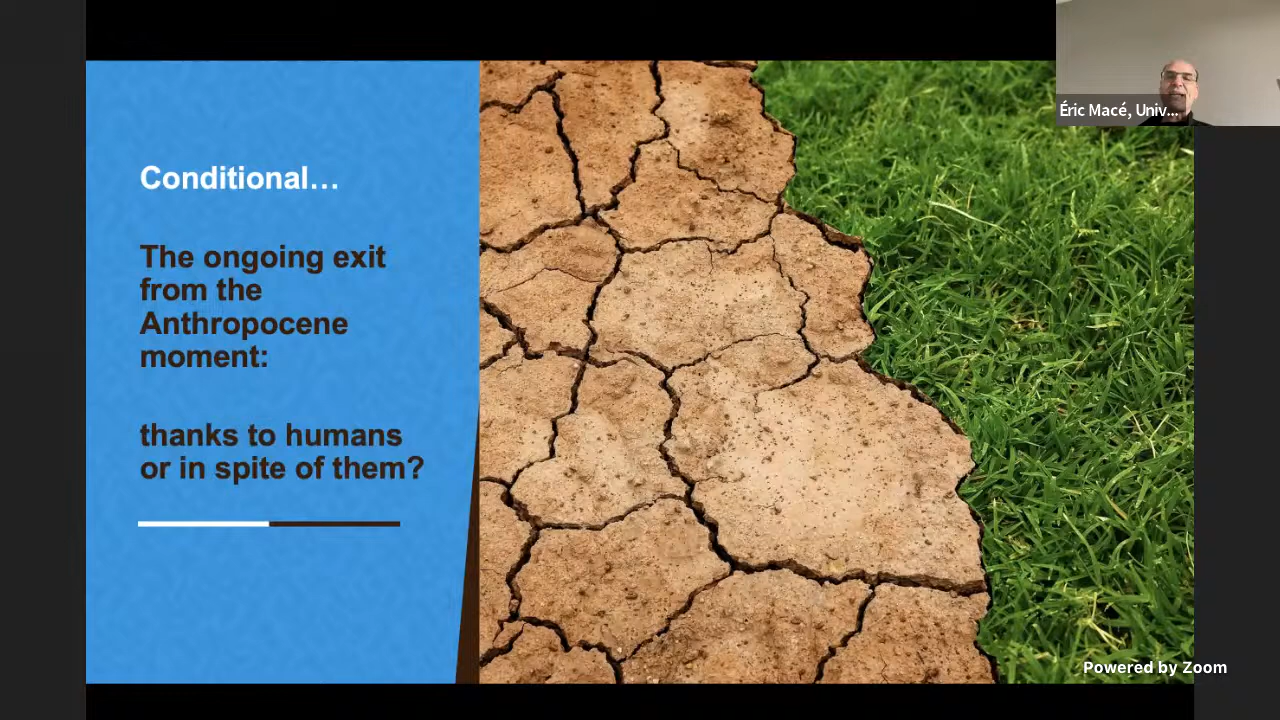 Conditional…
The ongoing exit
from the
Anthropocene
moment:
thanks to humans
or in spite of them?
Éric Macé, Univ...
Powered by Zoom